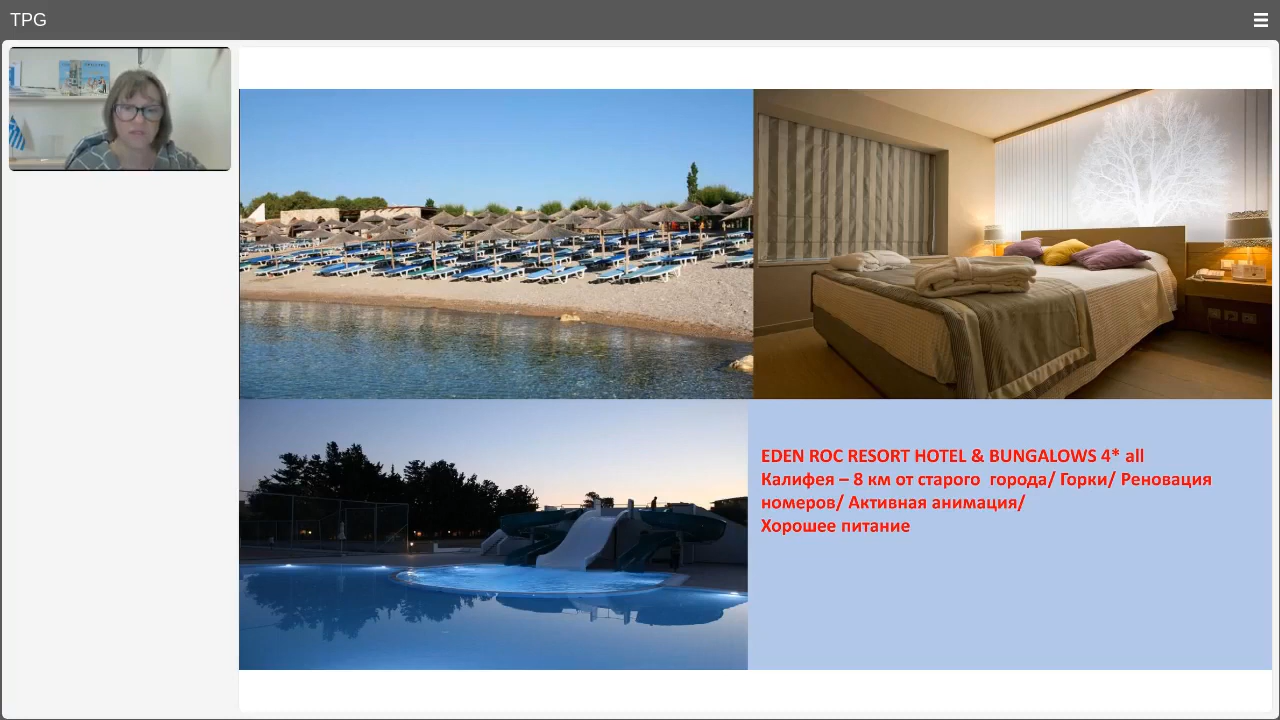 TPG
EDEN ROC RESORT HOTEL & BUNGALOWS 4* all
Калифея – 8 км от старого  города/ Горки/ Реновация
номеров/ Активная анимация/
Хорошее питание